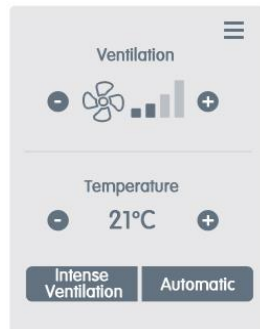 Ventilation
-
+
Temperature
- 21°C +
Intense
Ventilation
Automatic